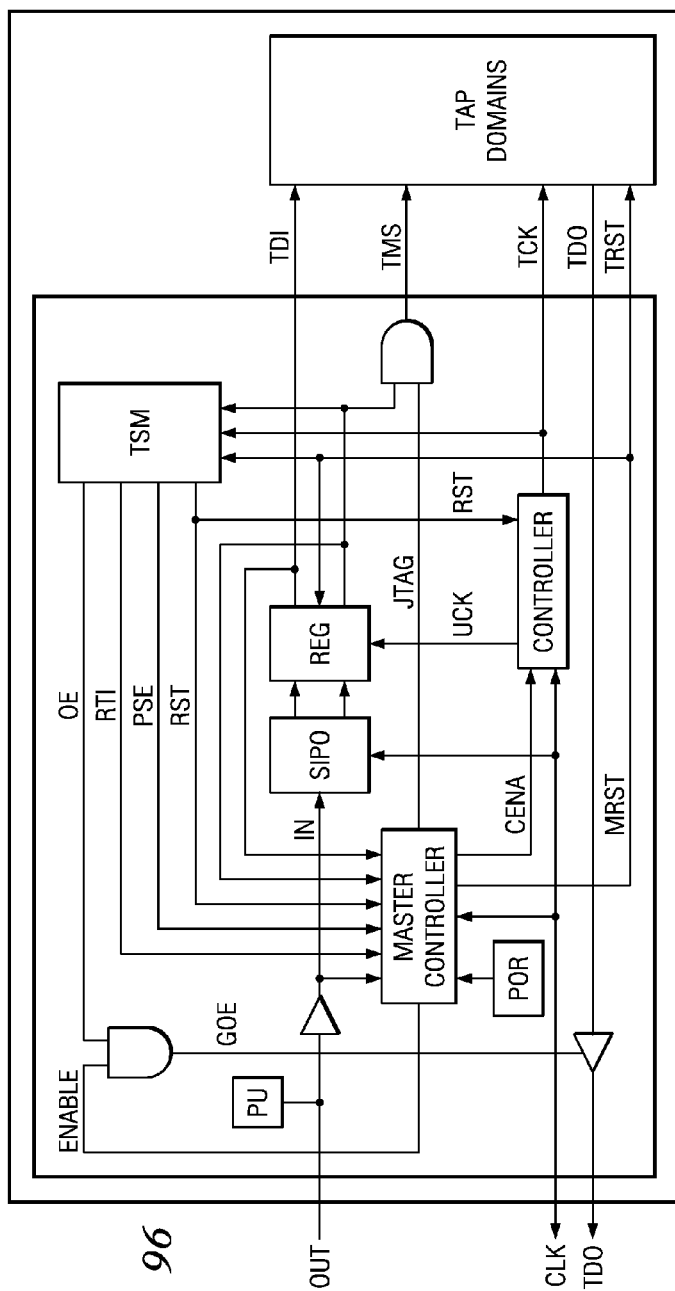 96
OUT
CLK
TDO
ENABLE
OE
RTI
PSE
RST
GOE
PU
IN
POR
MASTER
CONTROLLER
SIPO
REG
JTAG
UCK
CENA
MRST
CONTROLLER
RST
TSM
TDI
TMS
TCK
TDO
TRST
TAP
DOMAINS